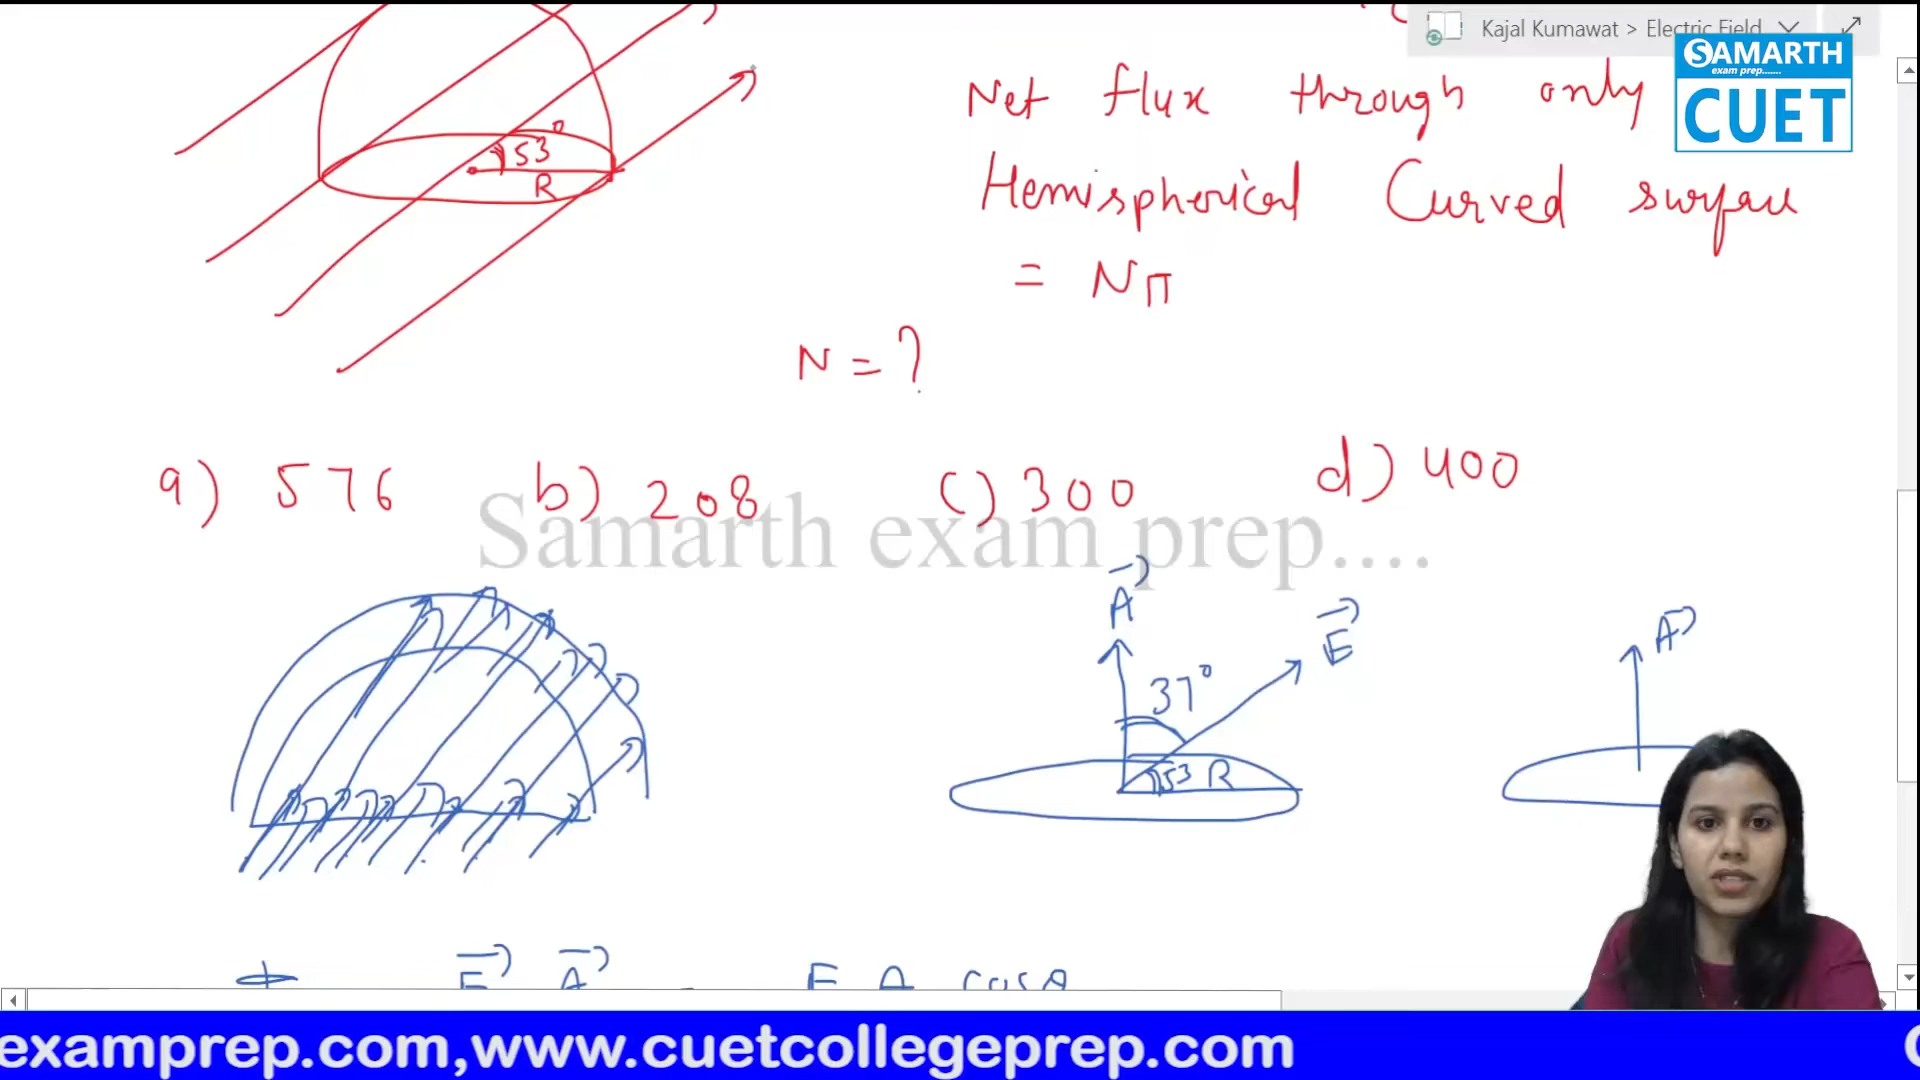 Kajal Kumawat > Electric Field
SAMARTH
exam prep.......
CUET
Net flux through only
Hemispherical Curved surface
= Nπ
N = ?
53°
R
a) 576 b) 208 c) 300 d) 400
Samarth exam prep....
A
E
37°
53 R
A
ϕ E A E A cosθ
examprep.com,www.cuetcollegeprep.com